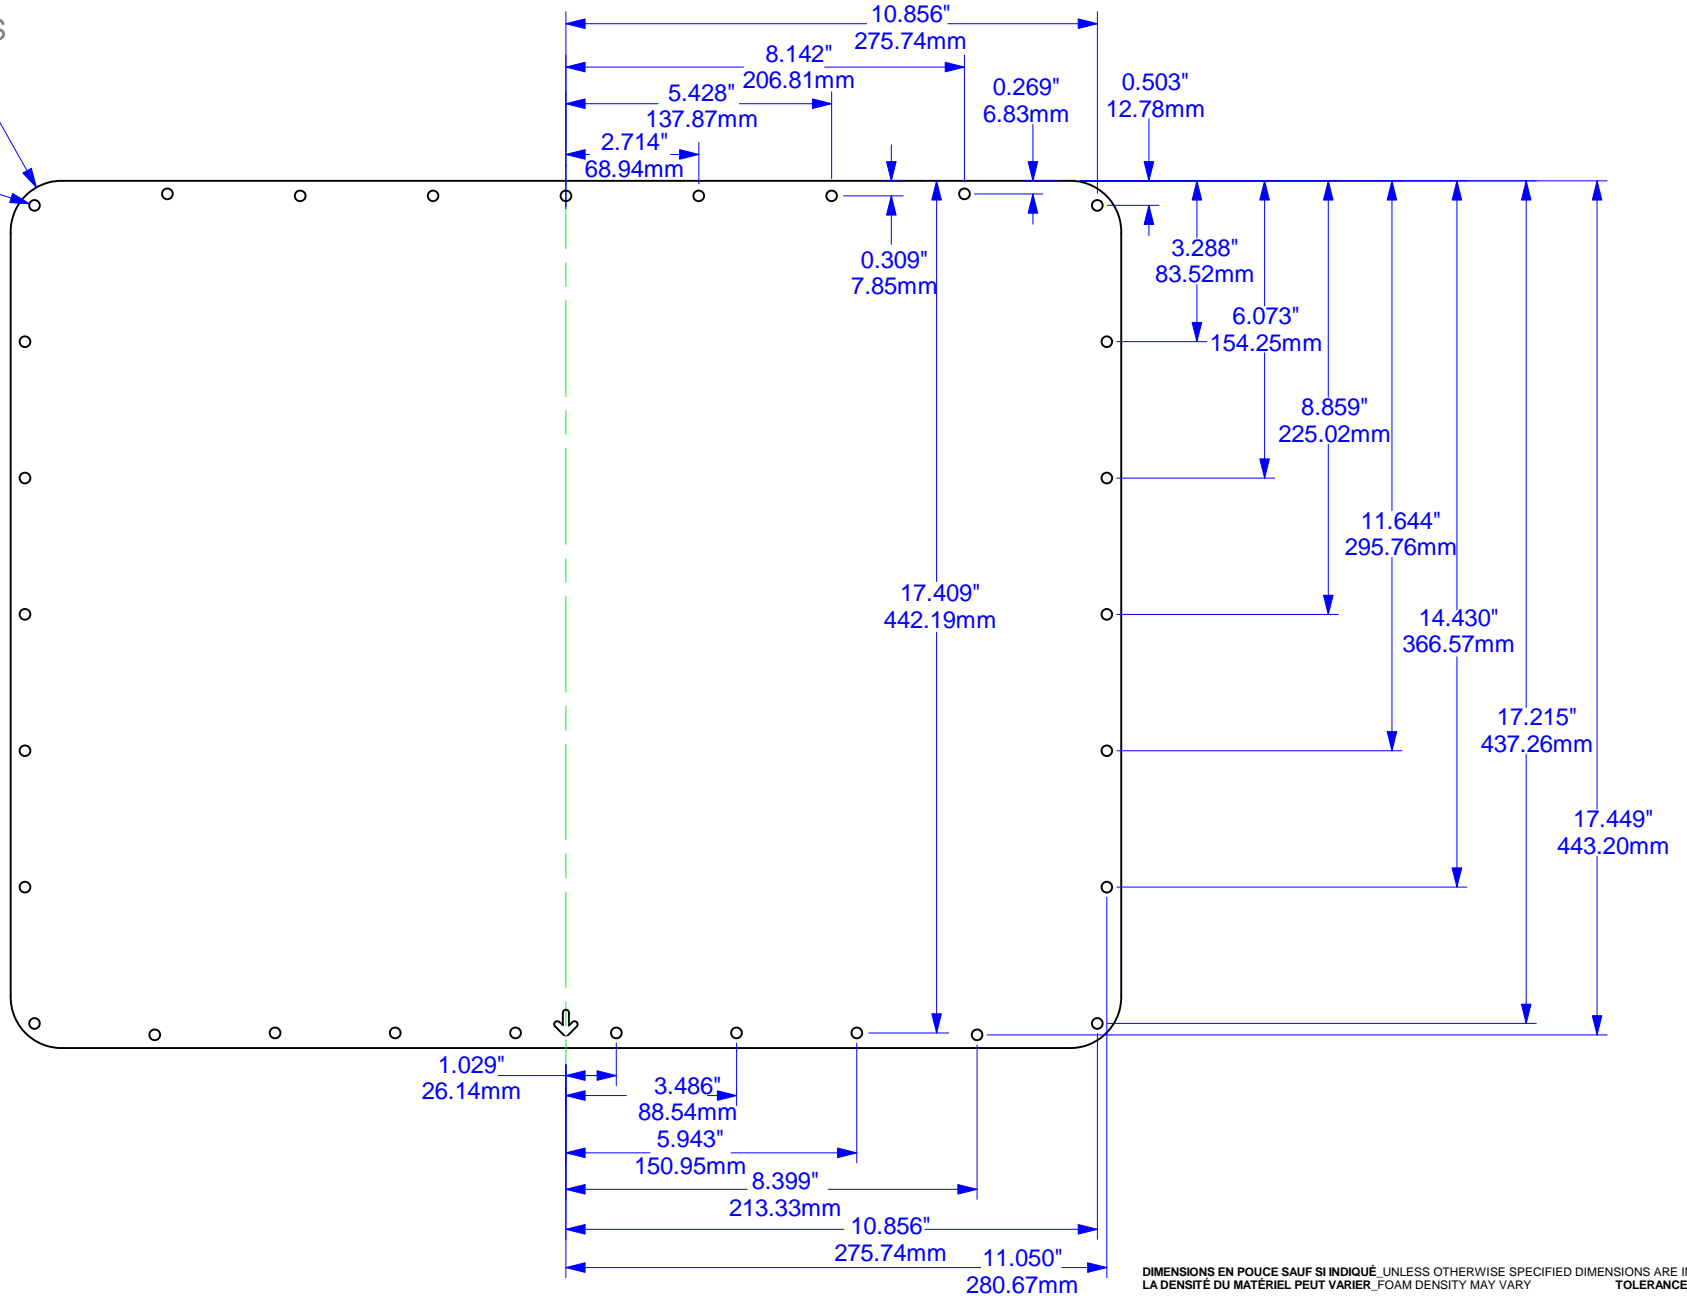 S
10.856"
275.74mm
8.142"
206.81mm
5.428"
137.87mm
2.714"
68.94mm
0.269"
6.83mm
0.503"
12.78mm
0.309"
7.85mm
3.288"
83.52mm
6.073"
154.25mm
8.859"
225.02mm
11.644"
295.76mm
17.409"
442.19mm
14.430"
366.57mm
17.215"
437.26mm
17.449"
443.20mm
1.029"
26.14mm
3.486"
88.54mm
5.943"
150.95mm
8.399"
213.33mm
10.856"
275.74mm
11.050"
280.67mm
DIMENSIONS EN POUCE SAUF SI INDIQUÉ_UNLESS OTHERWISE SPECIFIED DIMENSIONS ARE
LA DENSITÉ DU MATÉRIEL PEUT VARIER_FOAM DENSITY MAY VARY TOLERANCE